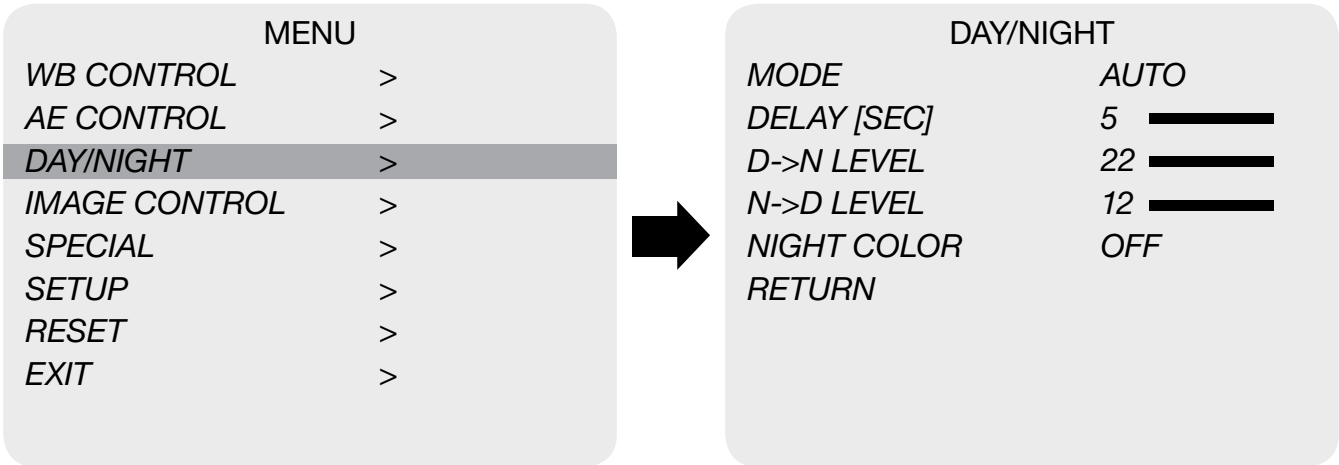 MENU
WB CONTROL >
AE CONTROL >
DAY/NIGHT >
IMAGE CONTROL >
SPECIAL >
SETUP >
RESET >
EXIT >
DAY/NIGHT
MODE AUTO
DELAY [SEC] 5
D->N LEVEL 22
N->D LEVEL 12
NIGHT COLOR OFF
RETURN